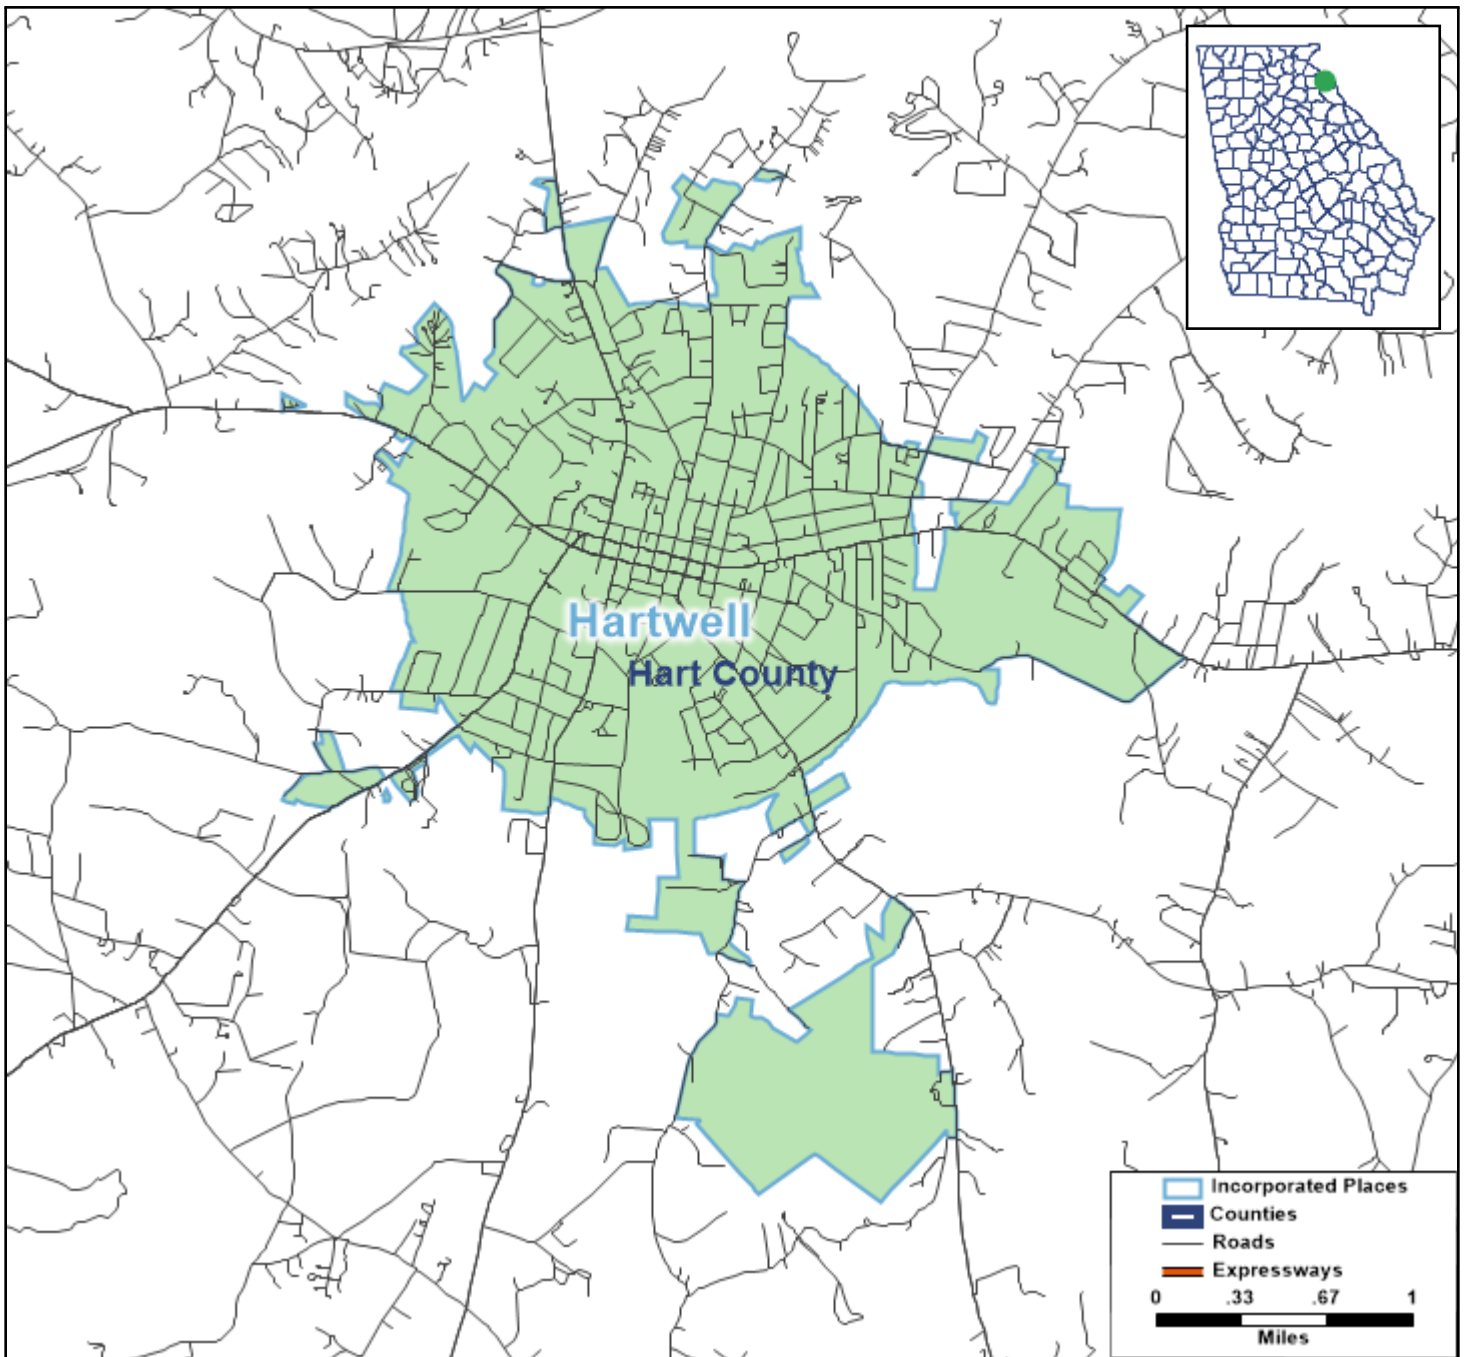 Hartwell
Hart County
Incorporated Places
Counties
Roads
Expressways
0 .33 .67 1
Miles